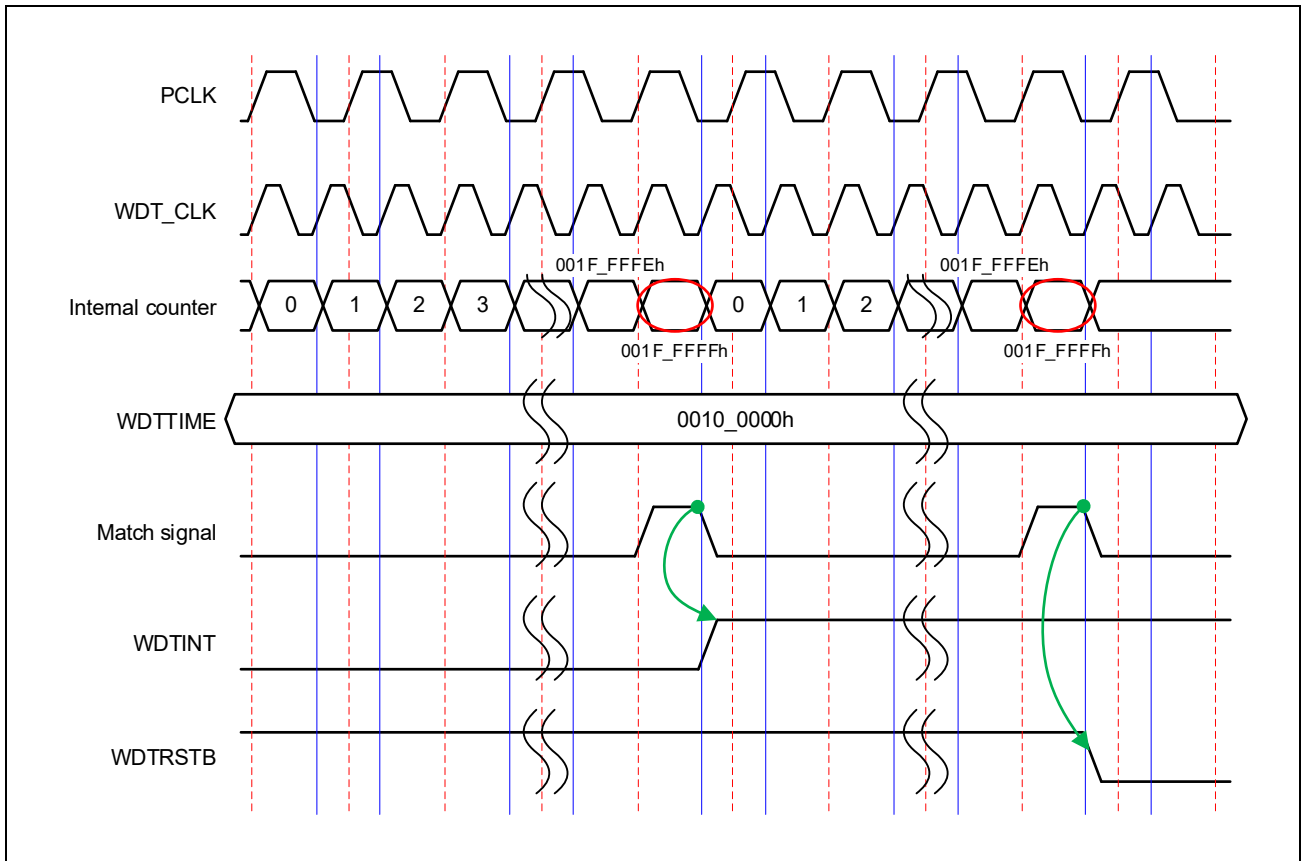 PCLK
WDT_CLK
001F_FFFEh
001F_FFFEh
Internal counter
0
1
2
3
0
1
2
001F_FFFFh
001F_FFFFh
WDTTIME
0010_0000h
Match signal
WDTINT
WDTRSTB